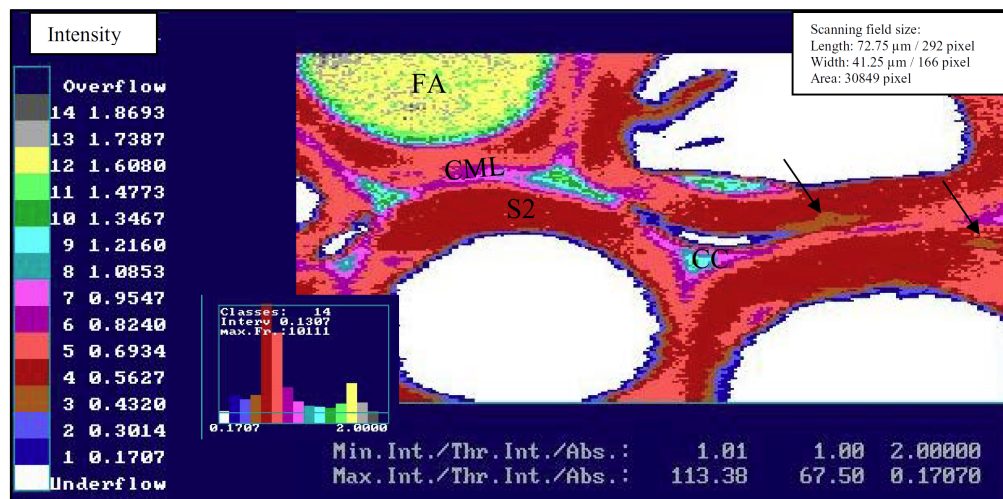 Intensity
Overflow
14 1.8693
13 1.7387
12 1.6080
11 1.4773
10 1.3467
9 1.2160
8 1.0853
7 0.9547
6 0.8240
5 0.6934
4 0.5627
3 0.4320
2 0.3014
1 0.1707
Underflow
Scanning field size:
Length: 72.75 µm / 292 pixel
Width: 41.25 µm / 166 pixel
Area: 30849 pixel
FA
CML
S2
CC
Classes: 14
Interv 0.1307
max.Fr.:10111
0.1707 2.0000
Min.Int./Thr.Int./Abs.: 1.01 1.00 2.00000
Max.Int./Thr.Int./Abs.: 113.38 67.50 0.17070